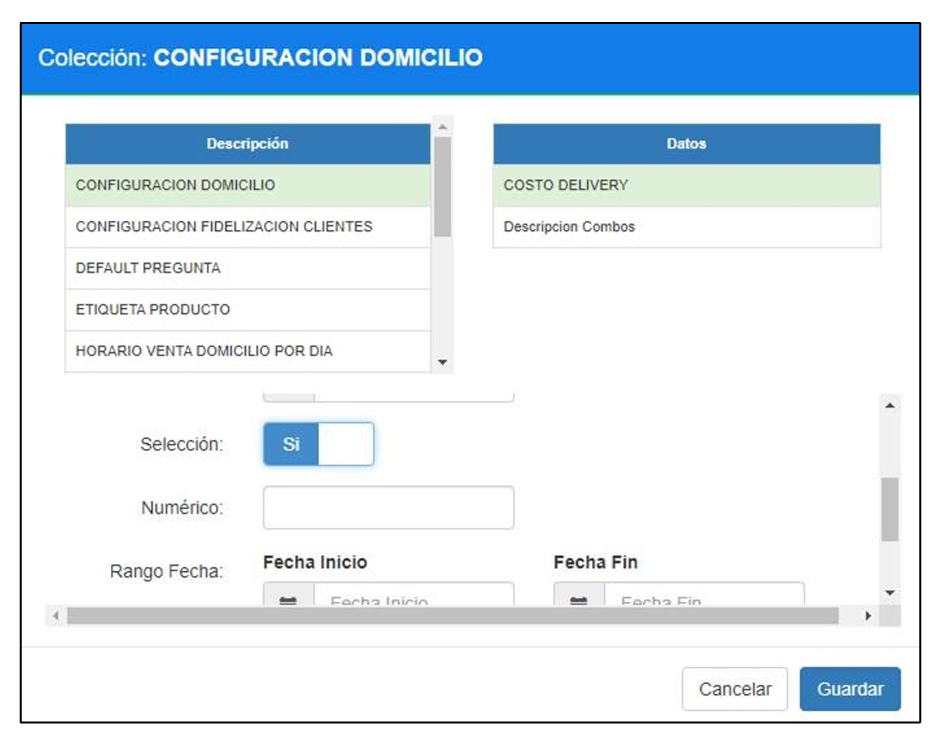 Colección: CONFIGURACION DOMICILIO
Descripción
CONFIGURACION DOMICILIO
CONFIGURACION FIDELIZACION CLIENTES
DEFAULT PREGUNTA
ETIQUETA PRODUCTO
HORARIO VENTA DOMICILIO POR DIA
Datos
COSTO DELIVERY
Descripcion Combos
Selección: Si
Numérico:
Rango Fecha:
Fecha Inicio
Fecha Fin
Fecha Inicio
Fecha Fin
Cancelar
Guardar